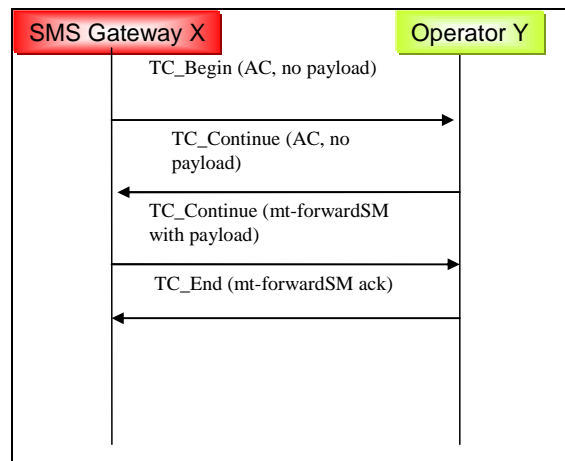 SMS Gateway X
Operator Y
TC_Begin (AC, no payload)
TC_Continue (AC, no
payload)
TC_Continue (mt-forwardSM
with payload)
TC_End (mt-forwardSM ack)